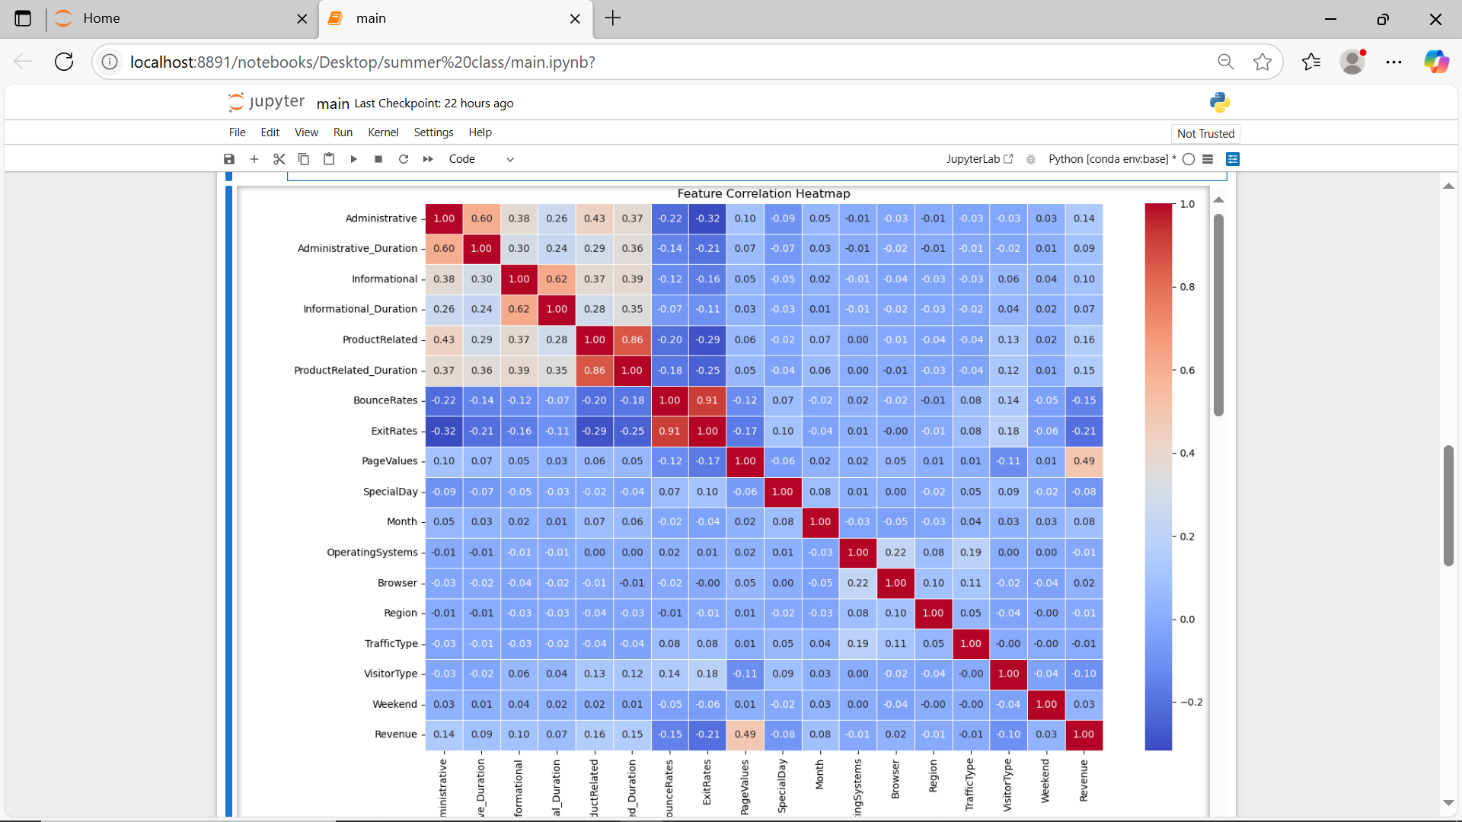 Home
main
localhost:8891/notebooks/Desktop/summer%20class/main.ipynb?
jupyter main Last Checkpoint: 22 hours ago
File Edit View Run Kernel Settings Help
Not Trusted
Code
JupyterLab
Python [conda env:base] *
Feature Correlation Heatmap
Administrative 1.00 0.60 0.38 0.26 0.43 0.37 -0.22 -0.32 0.10 -0.09 0.05 -0.01 -0.03 -0.01 -0.03 -0.03 0.03 0.14
Administrative_Duration 0.60 1.00 0.30 0.24 0.29 0.36 -0.14 -0.21 0.07 -0.07 0.03 -0.01 -0.02 -0.01 -0.01 -0.02 0.01 0.09
Informational 0.38 0.30 1.00 0.62 0.37 0.39 -0.12 -0.16 0.05 -0.05 0.02 -0.01 -0.04 -0.03 -0.03 0.06 0.04 0.10
Informational_Duration 0.26 0.24 0.62 1.00 0.28 0.35 -0.07 -0.11 0.03 -0.03 0.01 -0.01 -0.02 -0.03 -0.02 0.04 0.02 0.07
ProductRelated 0.43 0.29 0.37 0.28 1.00 0.86 -0.20 -0.29 0.06 -0.02 0.07 0.00 -0.01 -0.04 -0.04 0.13 0.02 0.16
ProductRelated_Duration 0.37 0.36 0.39 0.35 0.86 1.00 -0.18 -0.25 0.05 -0.04 0.06 0.00 -0.01 -0.03 -0.04 0.12 0.01 0.15
BounceRates -0.22 -0.14 -0.12 -0.07 -0.20 -0.18 1.00 0.91 -0.12 0.07 -0.02 0.02 -0.02 -0.01 0.08 0.14 -0.05 -0.15
ExitRates -0.32 -0.21 -0.16 -0.11 -0.29 -0.25 0.91 1.00 -0.17 0.10 -0.04 0.01 -0.00 -0.01 0.08 0.18 -0.06 -0.21
PageValues 0.10 0.07 0.05 0.03 0.06 0.05 -0.12 -0.17 1.00 -0.06 0.02 0.02 0.05 0.01 0.01 -0.11 0.01 0.49
SpecialDay -0.09 -0.07 -0.05 -0.03 -0.02 -0.04 0.07 0.10 -0.06 1.00 0.08 0.01 0.00 -0.02 0.05 0.09 -0.02 -0.08
Month 0.05 0.03 0.02 0.01 0.07 0.06 -0.02 -0.04 0.02 0.08 1.00 -0.03 -0.05 -0.03 0.04 0.03 0.03 0.08
OperatingSystems -0.01 -0.01 -0.01 -0.01 0.00 0.00 0.02 0.01 0.02 0.01 -0.03 1.00 0.22 0.08 0.19 0.00 0.00 -0.01
Browser -0.03 -0.02 -0.04 -0.02 -0.01 -0.01 -0.02 -0.00 0.05 0.00 -0.05 0.22 1.00 0.10 0.11 -0.02 -0.04 0.02
Region -0.01 -0.01 -0.03 -0.03 -0.04 -0.03 -0.01 -0.01 0.01 -0.02 -0.03 0.08 0.10 1.00 0.05 -0.04 -0.00 -0.01
TrafficType -0.03 -0.01 -0.03 -0.02 -0.04 -0.04 0.08 0.08 0.01 0.05 0.04 0.19 0.11 0.05 1.00 -0.00 -0.00 -0.01
VisitorType -0.03 -0.02 0.06 0.04 0.13 0.12 0.14 0.18 -0.11 0.09 0.03 0.00 -0.02 -0.04 -0.00 1.00 -0.04 -0.10
Weekend 0.03 0.01 0.04 0.02 0.02 0.01 -0.05 -0.06 0.01 -0.02 0.03 0.00 -0.04 -0.00 -0.00 -0.04 1.00 0.03
Revenue 0.14 0.09 0.10 0.07 0.16 0.15 -0.15 -0.21 0.49 -0.08 0.08 -0.01 0.02 -0.01 -0.01 -0.10 0.03 1.00
ministrative
ve_Duration
formational
al_Duration
ductRelated
ed_Duration
ounceRates
ExitRates
PageValues
SpecialDay
Month
ingSystems
Browser
Region
TrafficType
VisitorType
Weekend
Revenue
1.0
0.8
0.6
0.4
0.2
0.0
−0.2